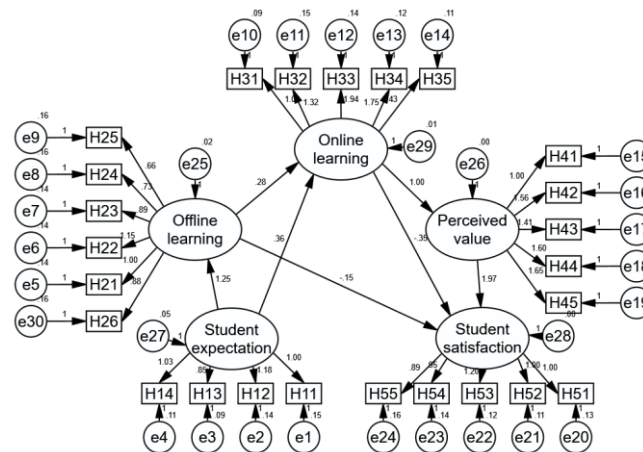 .09 .15 .14 .12 .11
e10 e11 e12 e13 e14
1 1 1 1 1
H31 H32 H33 H34 H35
1.32 1.94 1.75 .43
.16 e9 1 H25
.16 e8 1 H24
.14 e7 1 H23
.14 e6 1 H22
.14 e5 1 H21
.16 e30 1 H26
.66
.73
.89
1.15
1.00
.88
.02
e25
1
Offline
learning
Online
learning
1
.01
e29
.00
e26
1
Perceived
value
.28
.36
1.00
-.39
-.15
1.25
1.97
1.00
1.56
1.41
1.60
1.65
H41 1 e15
H42 1 e16
H43 1 e17
H44 1 e18
H45 1 e19
.05
e27
1
Student
expectation
Student
satisfaction
1
.00
e28
1.03 .85 1.18 1.00
H14 H13 H12 H11
1 1 1 1
.11 .09 .14 .15
e4 e3 e2 e1
.89 .95 1.20 1.00 1.00
H55 H54 H53 H52 H51
1 1 1 1 1
.16 .14 .12 .11 .13
e24 e23 e22 e21 e20